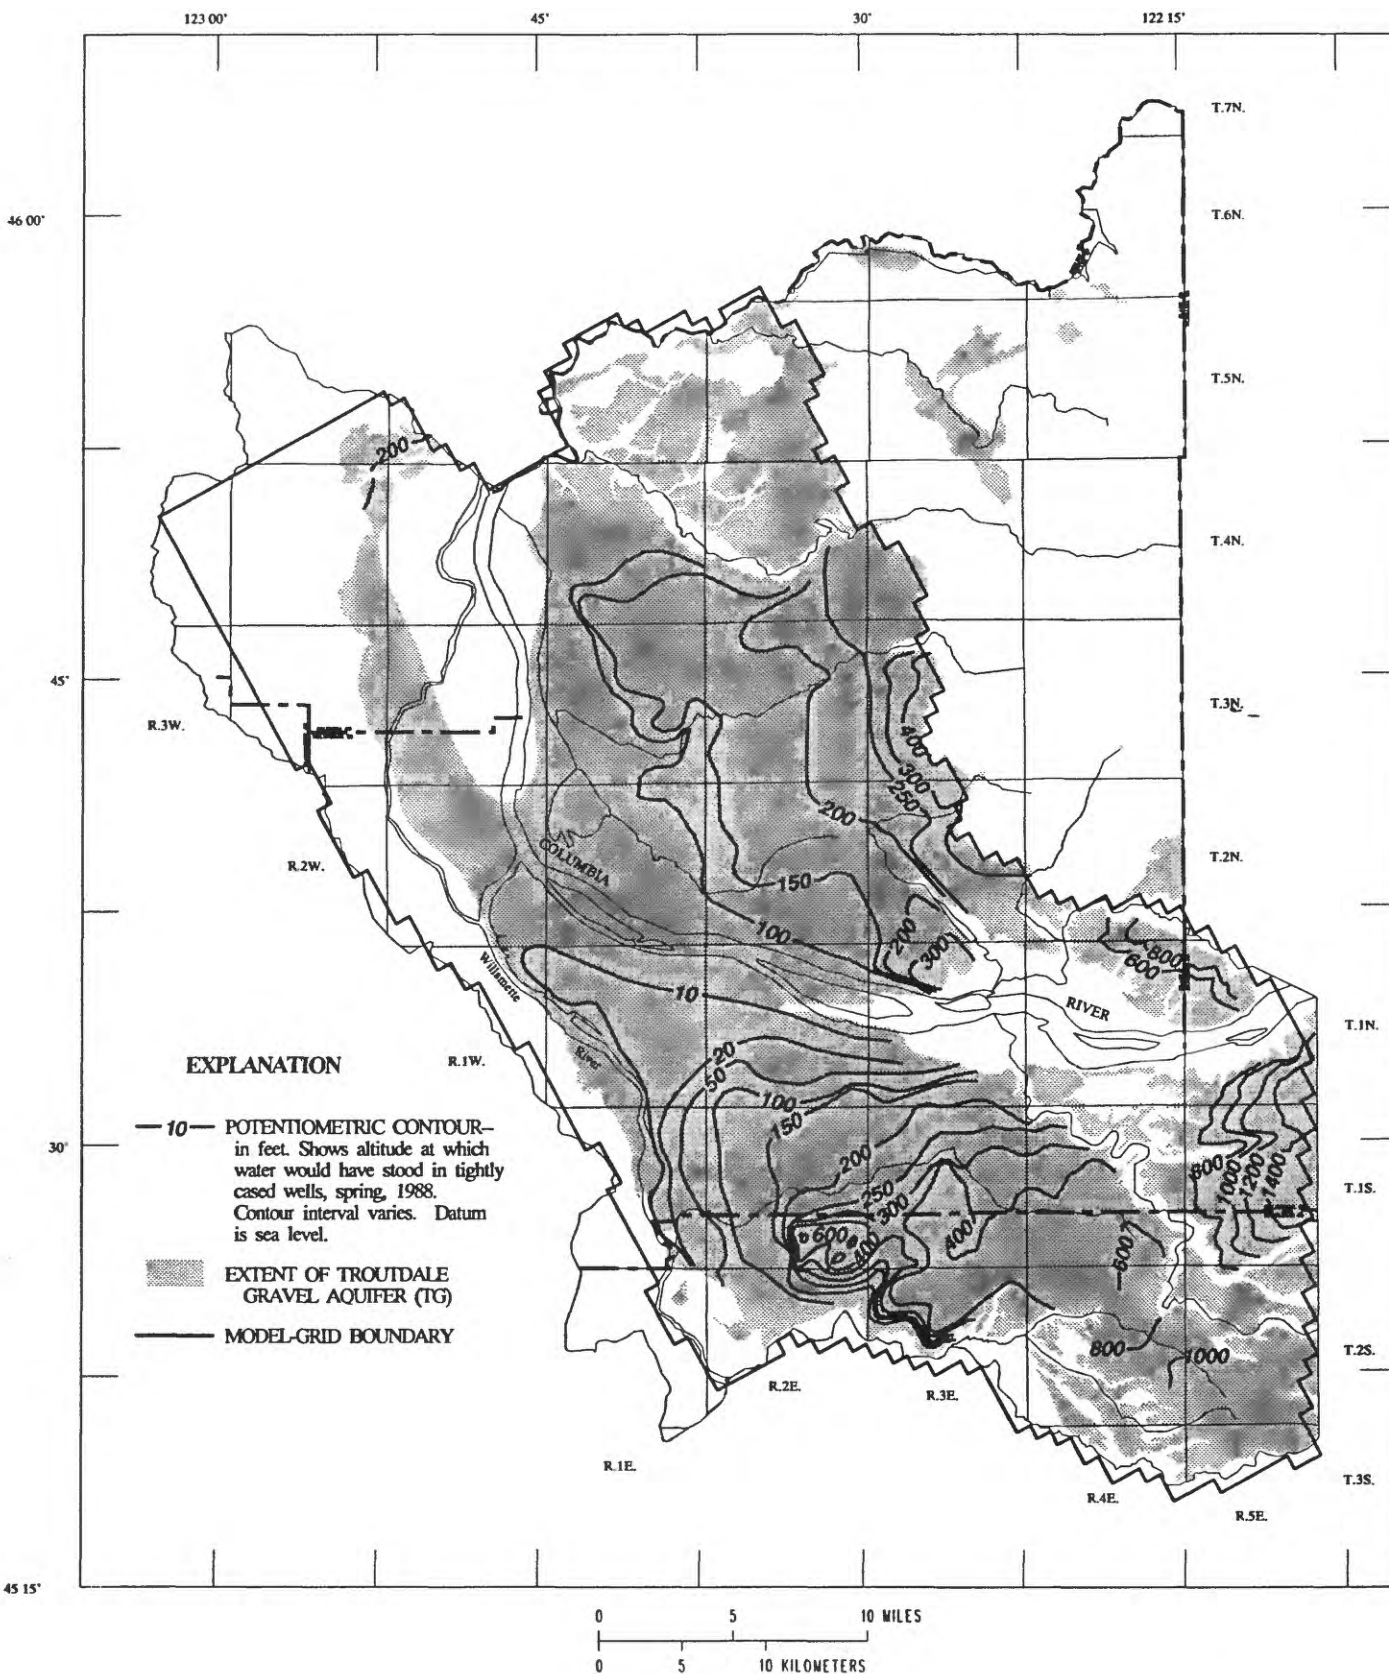 123 00'
45'
30'
122 15'
T.7N.
46 00'
T.6N.
T.5N.
200
T.4N.
45'
R.3W.
T.3N.
400
300
250
200
R.2W.
COLUMBIA
T.2N.
150
100
200
300
800
600
Willamette
10
RIVER
T.1N.
EXPLANATION
R.1W.
River
20
50
100
150
10
POTENTIOMETRIC CONTOUR–
in feet. Shows altitude at which
water would have stood in tightly
cased wells, spring, 1988.
Contour interval varies. Datum
is sea level.
30'
200
250
300
600
400
400
600
800
1000
1200
1400
T.1S.
EXTENT OF TROUTDALE
GRAVEL AQUIFER (TG)
MODEL-GRID BOUNDARY
800
1000
T.2S.
R.2E.
R.3E.
R.1E.
R.4E.
R.5E.
T.3S.
45 15'
0 5 10 MILES
0 5 10 KILOMETERS